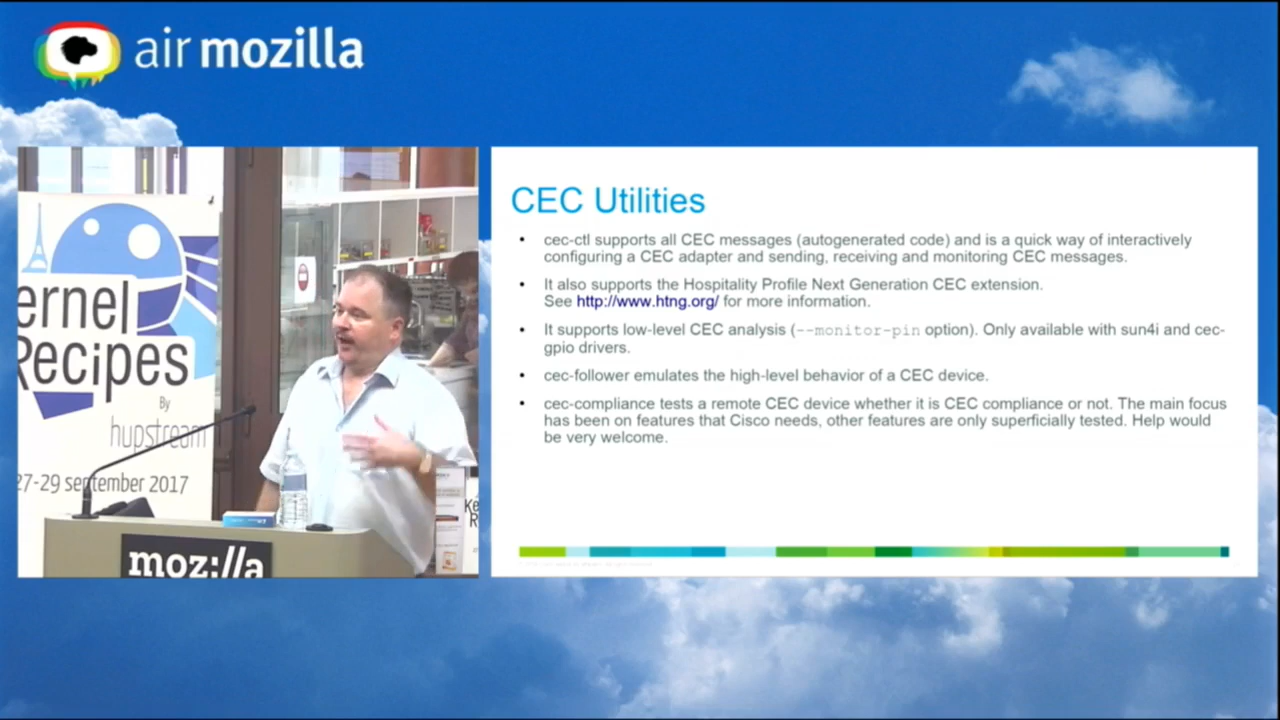 air mozilla
ernel
Recipes
By
hupstream
27-29 september 2017
moz://a
CEC Utilities
• cec-ctl supports all CEC messages (autogenerated code) and is a quick way of interactively
configuring a CEC adapter and sending, receiving and monitoring CEC messages.
• It also supports the Hospitality Profile Next Generation CEC extension.
See http://www.htng.org/ for more information.
• It supports low-level CEC analysis (--monitor-pin option). Only available with sun4i and cec-
gpio drivers.
• cec-follower emulates the high-level behavior of a CEC device.
• cec-compliance tests a remote CEC device whether it is CEC compliance or not. The main focus
has been on features that Cisco needs, other features are only superficially tested. Help would
be very welcome.